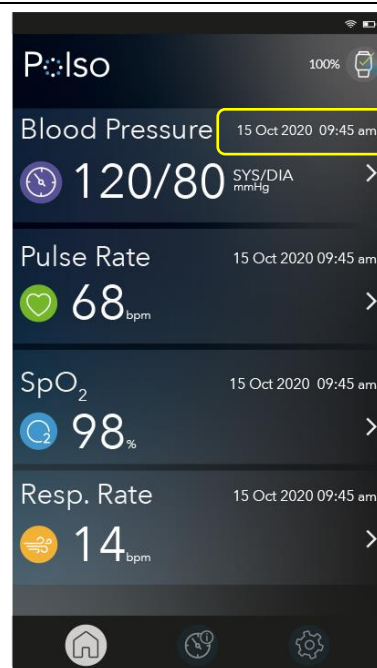 Polso 100%
Blood Pressure 15 Oct 2020 09:45 am
120/80 SYS/DIA
mmHg
Pulse Rate 15 Oct 2020 09:45 am
68 bpm
SpO₂ 15 Oct 2020 09:45 am
O₂ 98 %
Resp. Rate 15 Oct 2020 09:45 am
14 bpm